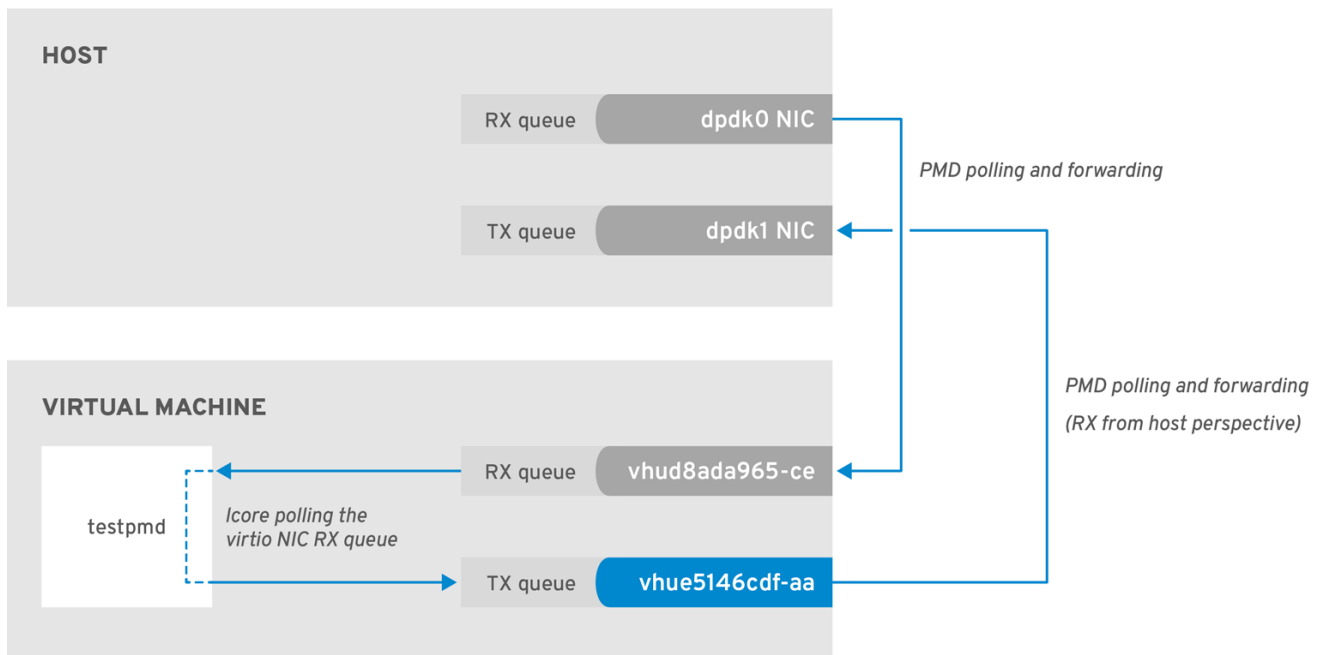 HOST
RX queue
dpdk0 NIC
PMD polling and forwarding
TX queue
dpdk1 NIC
PMD polling and forwarding
(RX from host perspective)
VIRTUAL MACHINE
RX queue
vhud8ada965-ce
testpmd
lcore polling the
virtio NIC RX queue
TX queue
vhue5146cdf-aa